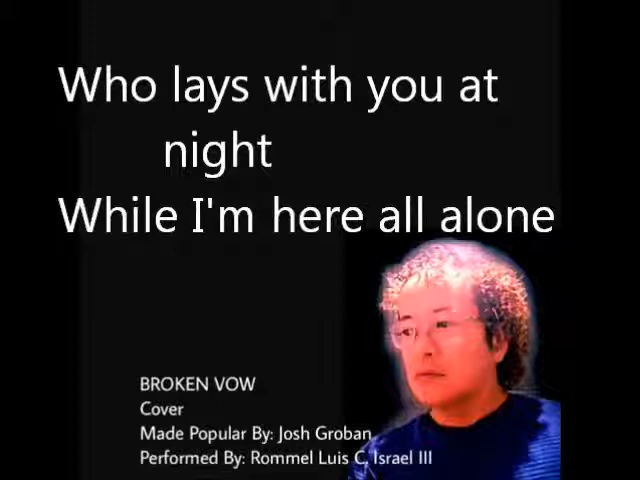 Who lays with you at
night
While I'm here all alone
BROKEN VOW
Cover
Made Popular By: Josh Groban
Performed By: Rommel Luis C. Israel III